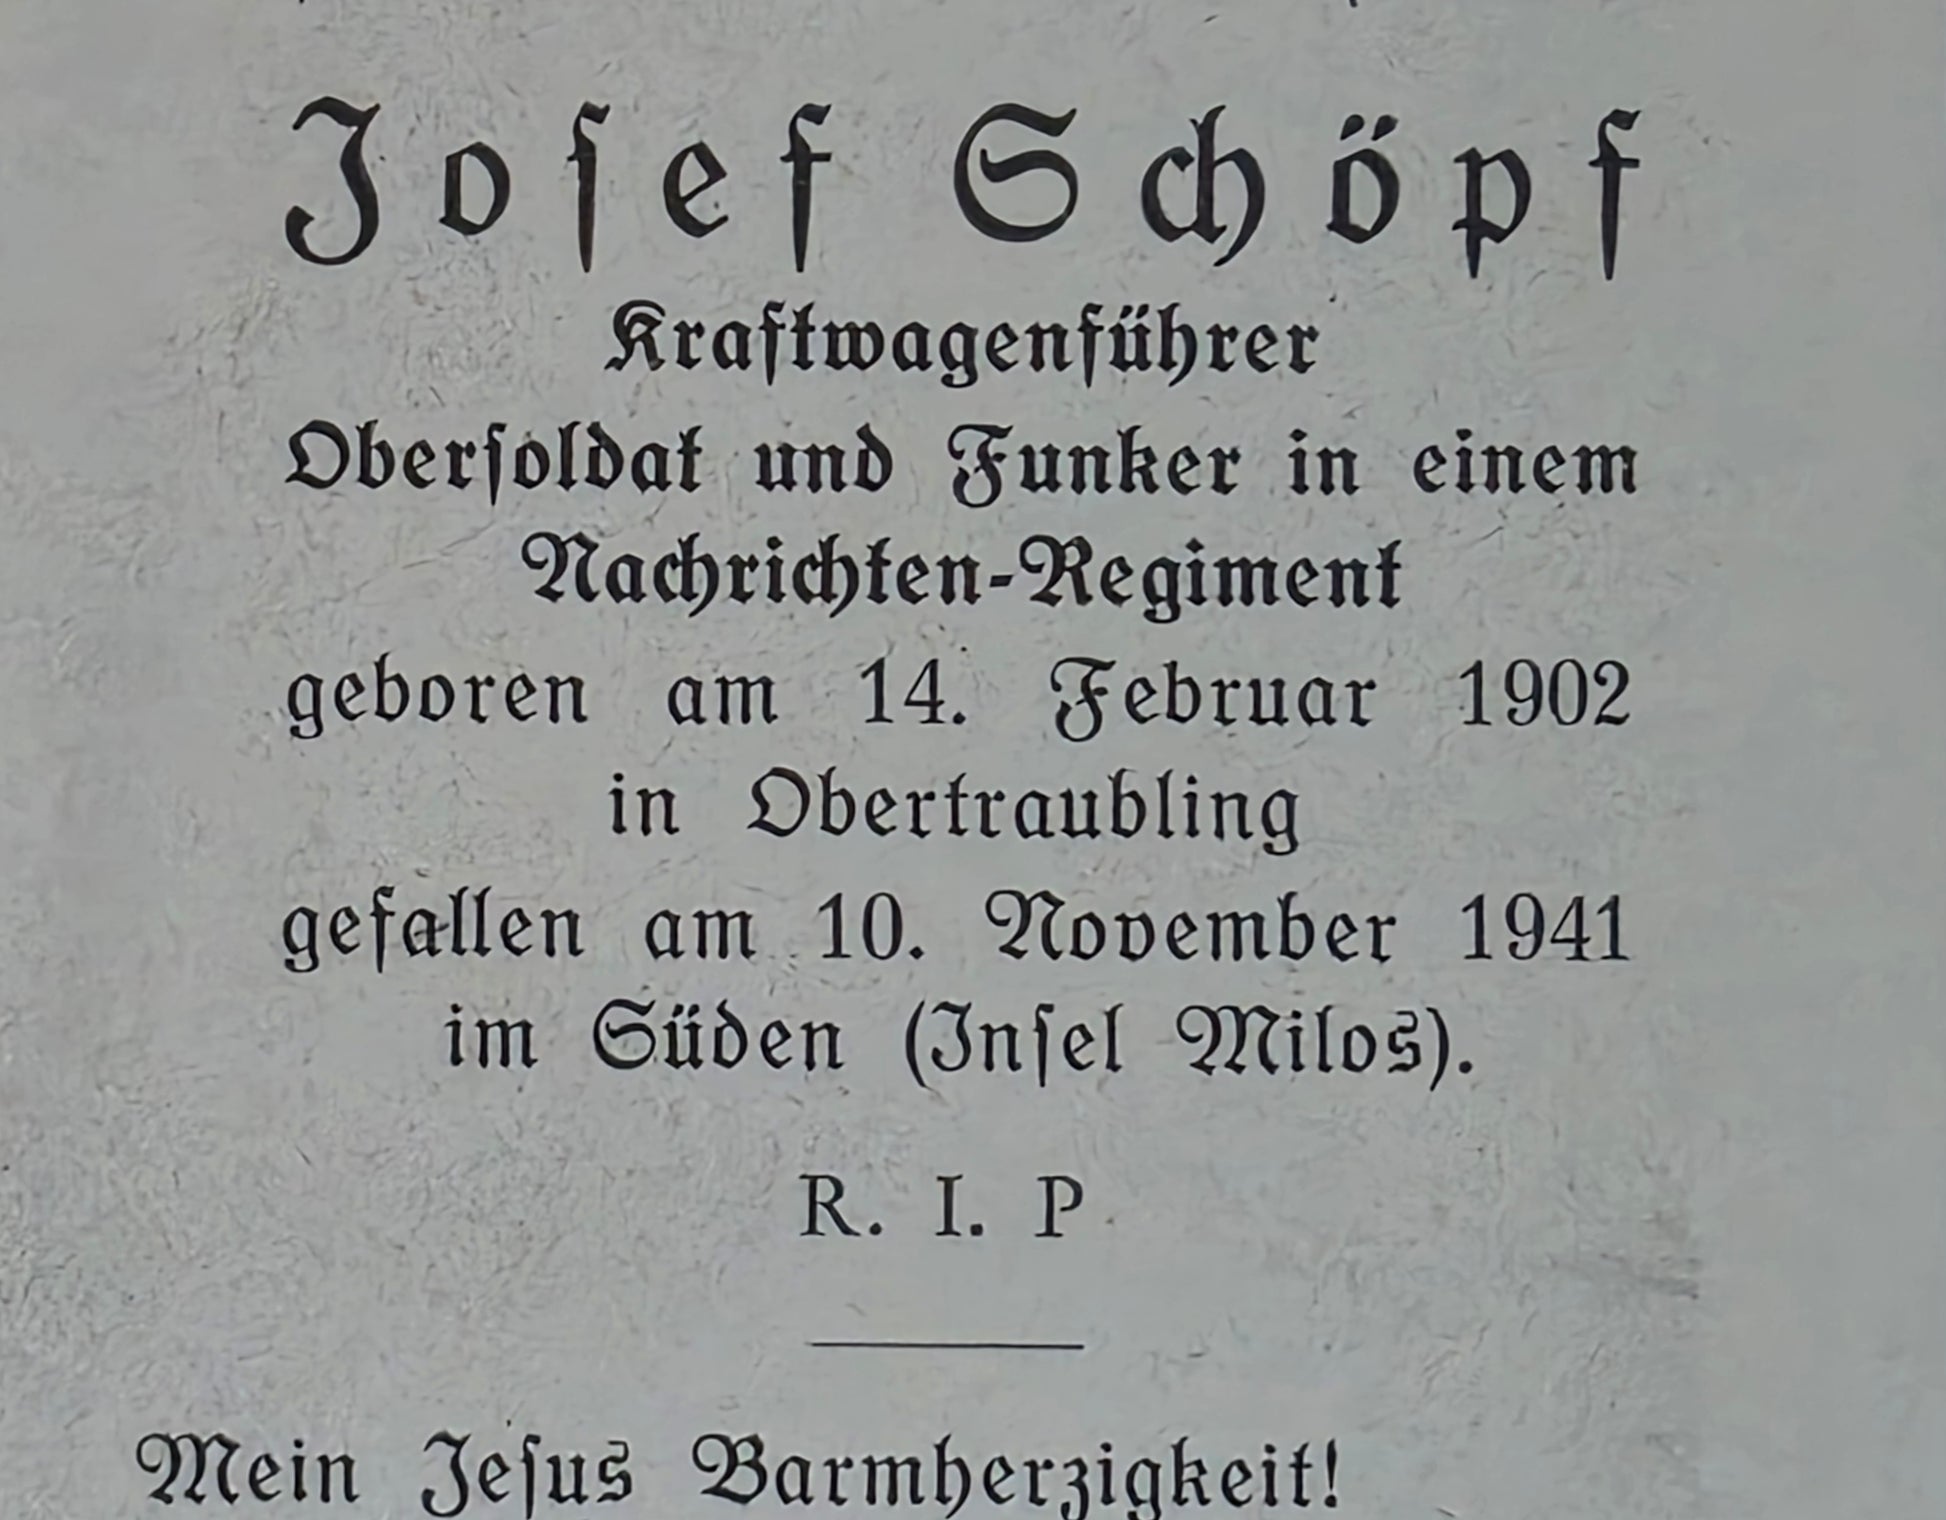 Josef Schöpf
Kraftwagenführer
Obersoldat und Funker in einem
Nachrichten-Regiment
geboren am 14. Februar 1902
in Obertraubling
gefallen am 10. November 1941
im Süden (Insel Milos).
R. I. P
Mein Jesus Barmherzigkeit!